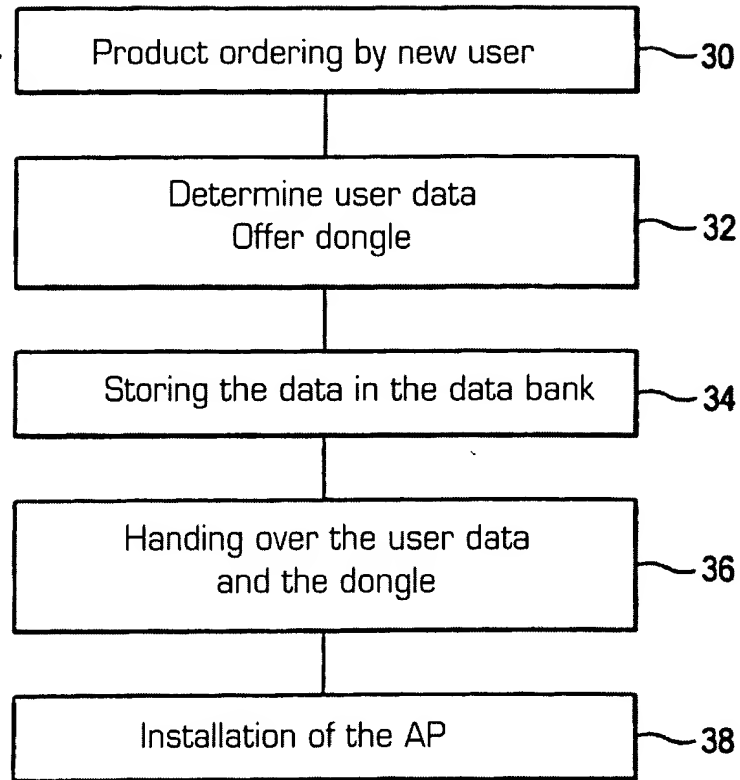 Product ordering by new user
30
Determine user data
Offer dongle
32
Storing the data in the data bank
34
Handing over the user data
and the dongle
36
Installation of the AP
38